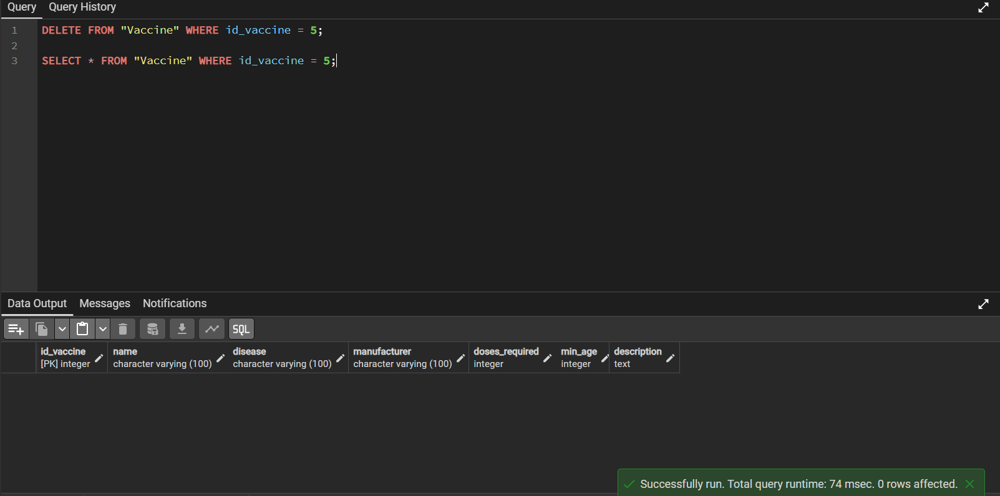 Query Query History
1 DELETE FROM "Vaccine" WHERE id_vaccine = 5;
2
3 SELECT * FROM "Vaccine" WHERE id_vaccine = 5;
Data Output Messages Notifications
SQL
id_vaccine name disease manufacturer doses_required min_age description
[PK] integer character varying (100) character varying (100) character varying (100) integer integer text
Successfully run. Total query runtime: 74 msec. 0 rows affected.